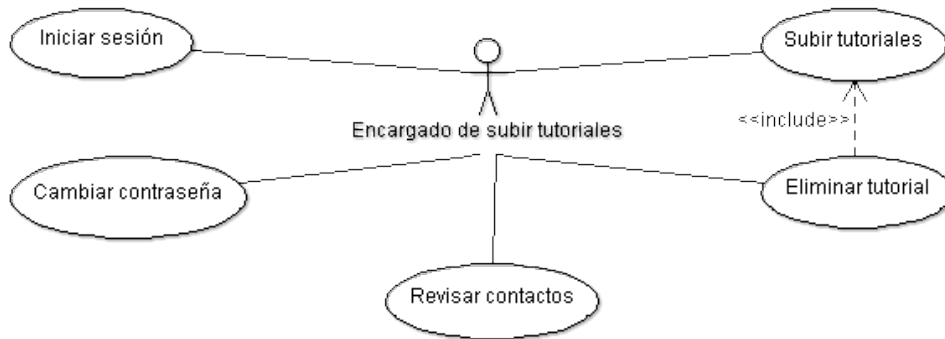 Iniciar sesión
Subir tutoriales
<<include>>
Encargado de subir tutoriales
Cambiar contraseña
Eliminar tutorial
Revisar contactos